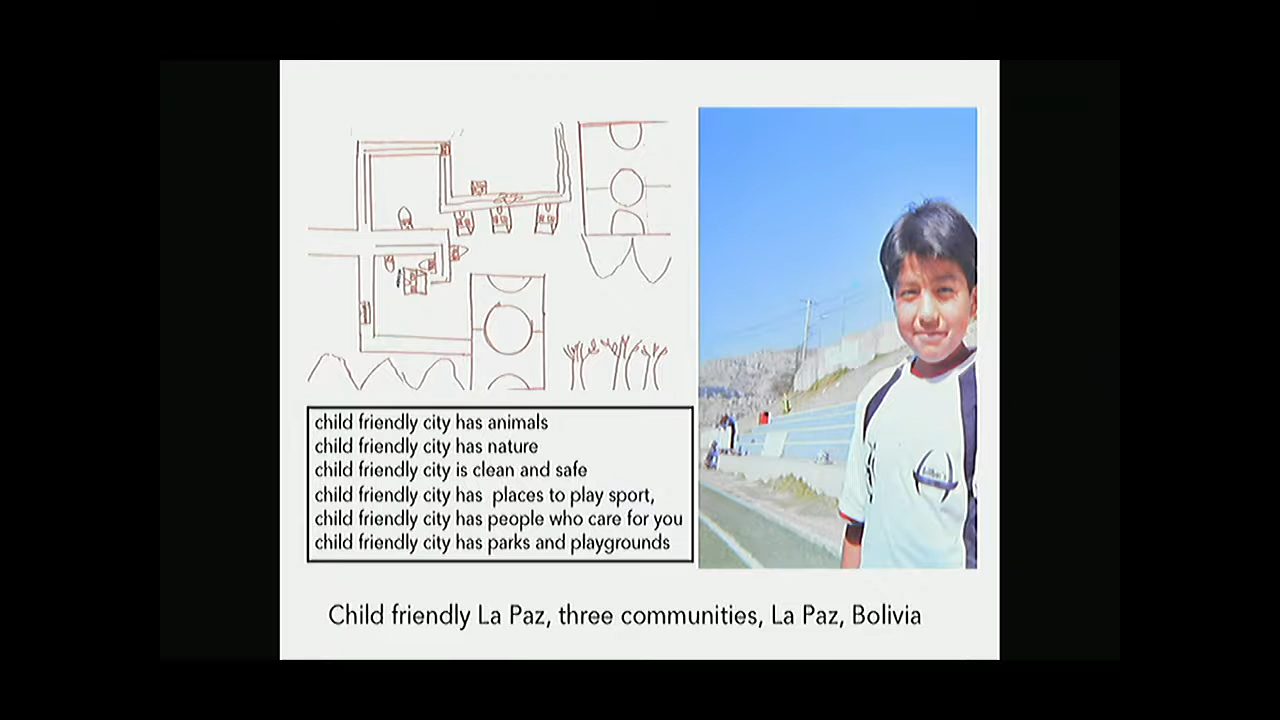 child friendly city has animals
child friendly city has nature
child friendly city is clean and safe
child friendly city has  places to play sport,
child friendly city has people who care for you
child friendly city has parks and playgrounds
Child friendly La Paz, three communities, La Paz, Bolivia